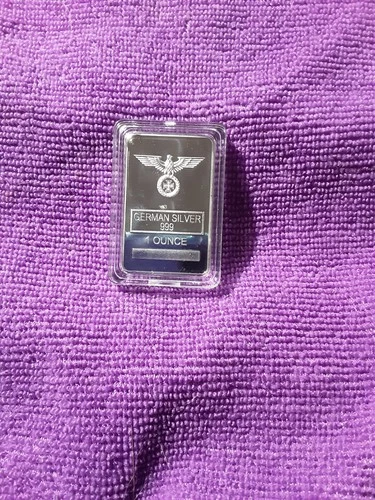 GERMAN SILVER
999
1 OUNCE